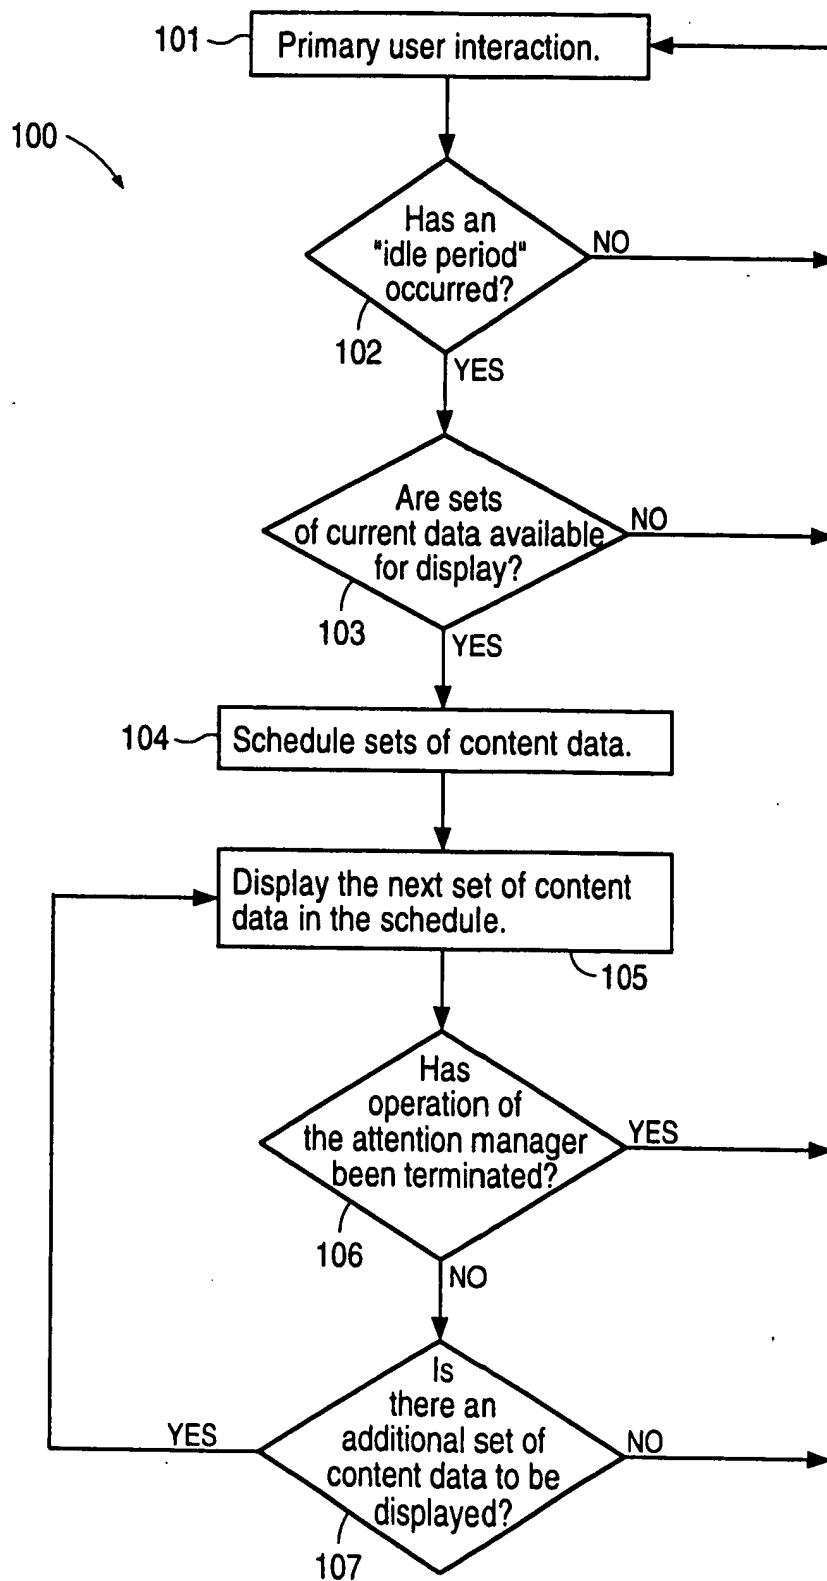 101
Primary user interaction.
100
Has an
"idle period"
occurred?
NO
102
YES
Are sets
of current data available
for display?
NO
103
YES
104
Schedule sets of content data.
Display the next set of content
data in the schedule.
105
Has
operation of
the attention manager
been terminated?
YES
106
NO
Is
there an
additional set of
content data to be
displayed?
YES
NO
107